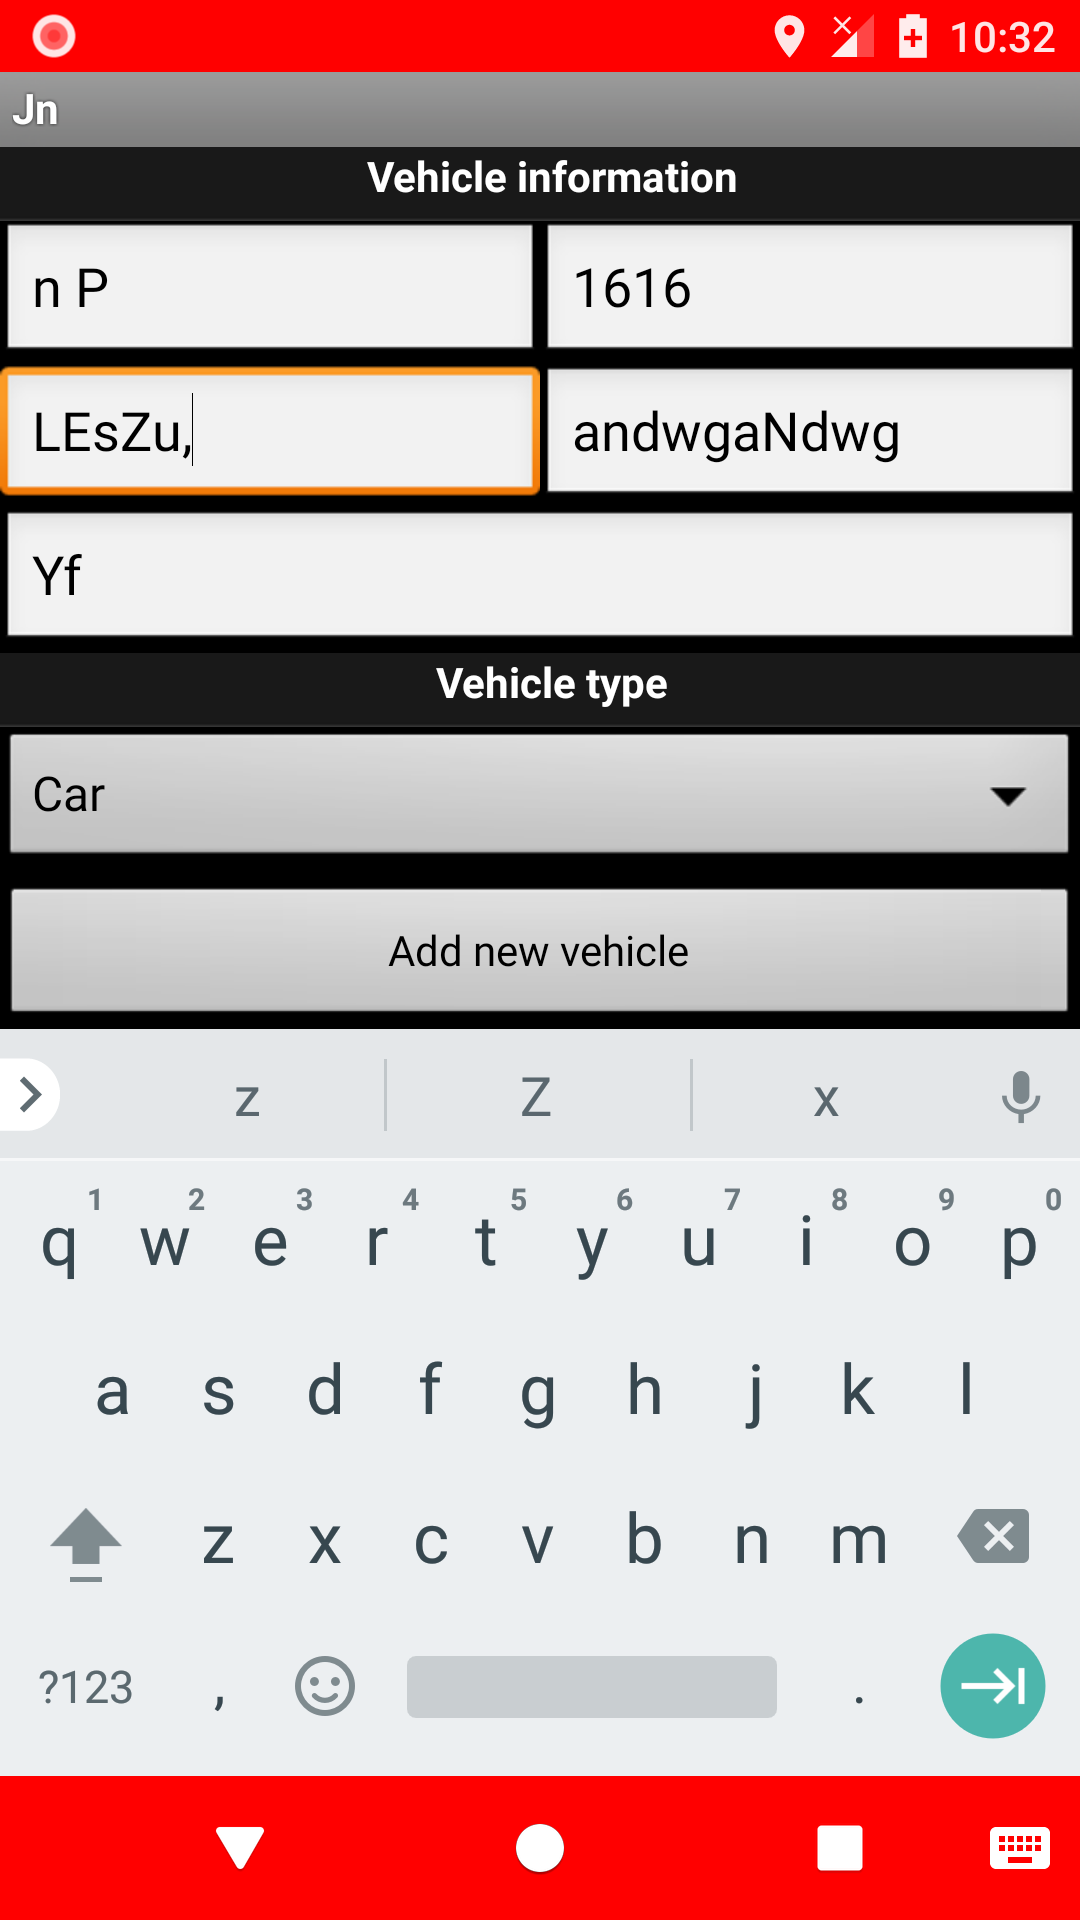 10:32
Jn
Vehicle information
n P 1616
LEsZu, andwgaNdwg
Yf
Vehicle type
Car
Add new vehicle
z Z x
1 2 3 4 5 6 7 8 9 0
q w e r t y u i o p
a s d f g h j k l
z x c v b n m
?123 , .